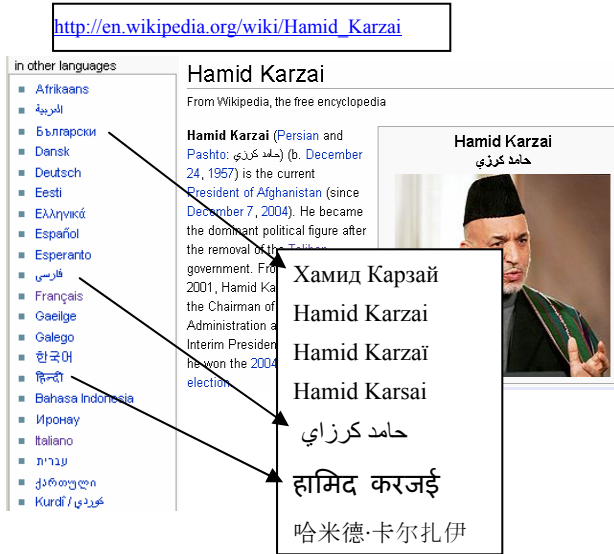 http://en.wikipedia.org/wiki/Hamid_Karzai
in other languages
Afrikaans
العربية
Български
Dansk
Deutsch
Eesti
Ελληνικά
Español
Esperanto
فارسی
Français
Gaeilge
Galego
한국어
हिन्दी
Bahasa Indonesia
Иронау
Italiano
עברית
ქართული
Kurdî / كوردی
Hamid Karzai
From Wikipedia, the free encyclopedia
Hamid Karzai (Persian and
Pashto: حامد کرزي) (b. December
24, 1957) is the current
President of Afghanistan (since
December 7, 2004). He became
the dominant political figure after
the removal of the Taliban
government.
2001, Hamid
the Chairman of
Administration
Interim
he won the 2004
election
Hamid Karzai
حامد کرزي
Хамид Карзай
Hamid Karzai
Hamid Karzaï
Hamid Karsai
حامد كرزاي
हामिद करजई
哈米德·卡尔扎伊